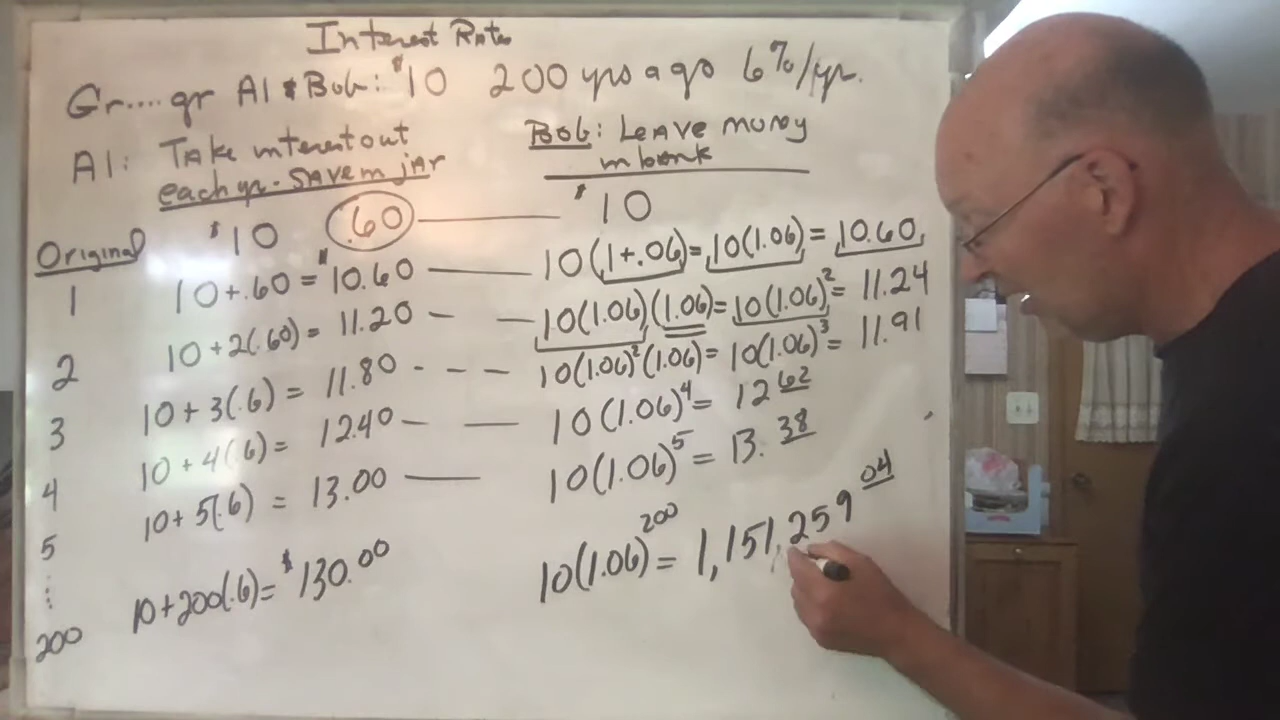 Interest Rates
Gr....gr Al & Bob: $10 200 yrs ago 6%/yr.
Al: Take interest out
each yr. - SAVE in jAr
Bob: Leave money
in bank
Original $10 .60 $10
1 10+.60 = $10.60 10(1+.06) = 10(1.06) = 10.60
2 10+2(.60) = 11.20 10(1.06)(1.06) = 10(1.06)² = 11.24
3 10+3(.6) = 11.80 10(1.06)²(1.06) = 10(1.06)³ = 11.91
4 10+4(.6) = 12.40 10(1.06)⁴ = 12 62
5 10+5(.6) = 13.00 10(1.06)⁵ = 13.38
⋮
200 10+200(.6) = $130.00 10(1.06)²⁰⁰ = 1,151,259 04